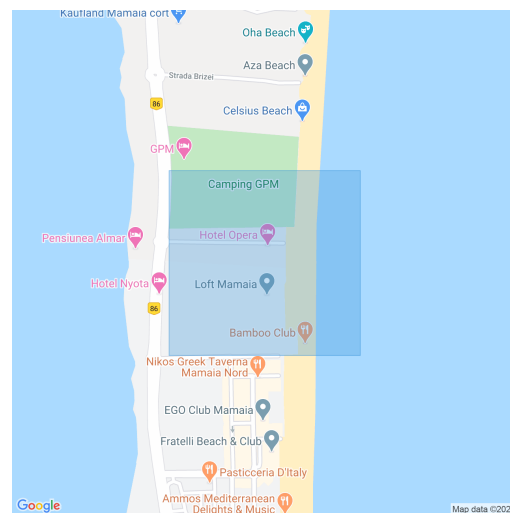 Kaufland Mamaia cort
Oha Beach
Aza Beach
Strada Brizei
86
Celsius Beach
GPM
Camping GPM
Hotel Opera
Pensiunea Almar
Hotel Nyota
Loft Mamaia
86
Bamboo Club
Nikos Greek Taverna
Mamaia Nord
EGO Club Mamaia
Fratelli Beach & Club
Pasticceria D'Italy
Ammos Mediterranean
Delights & Music
Google
Map data ©202